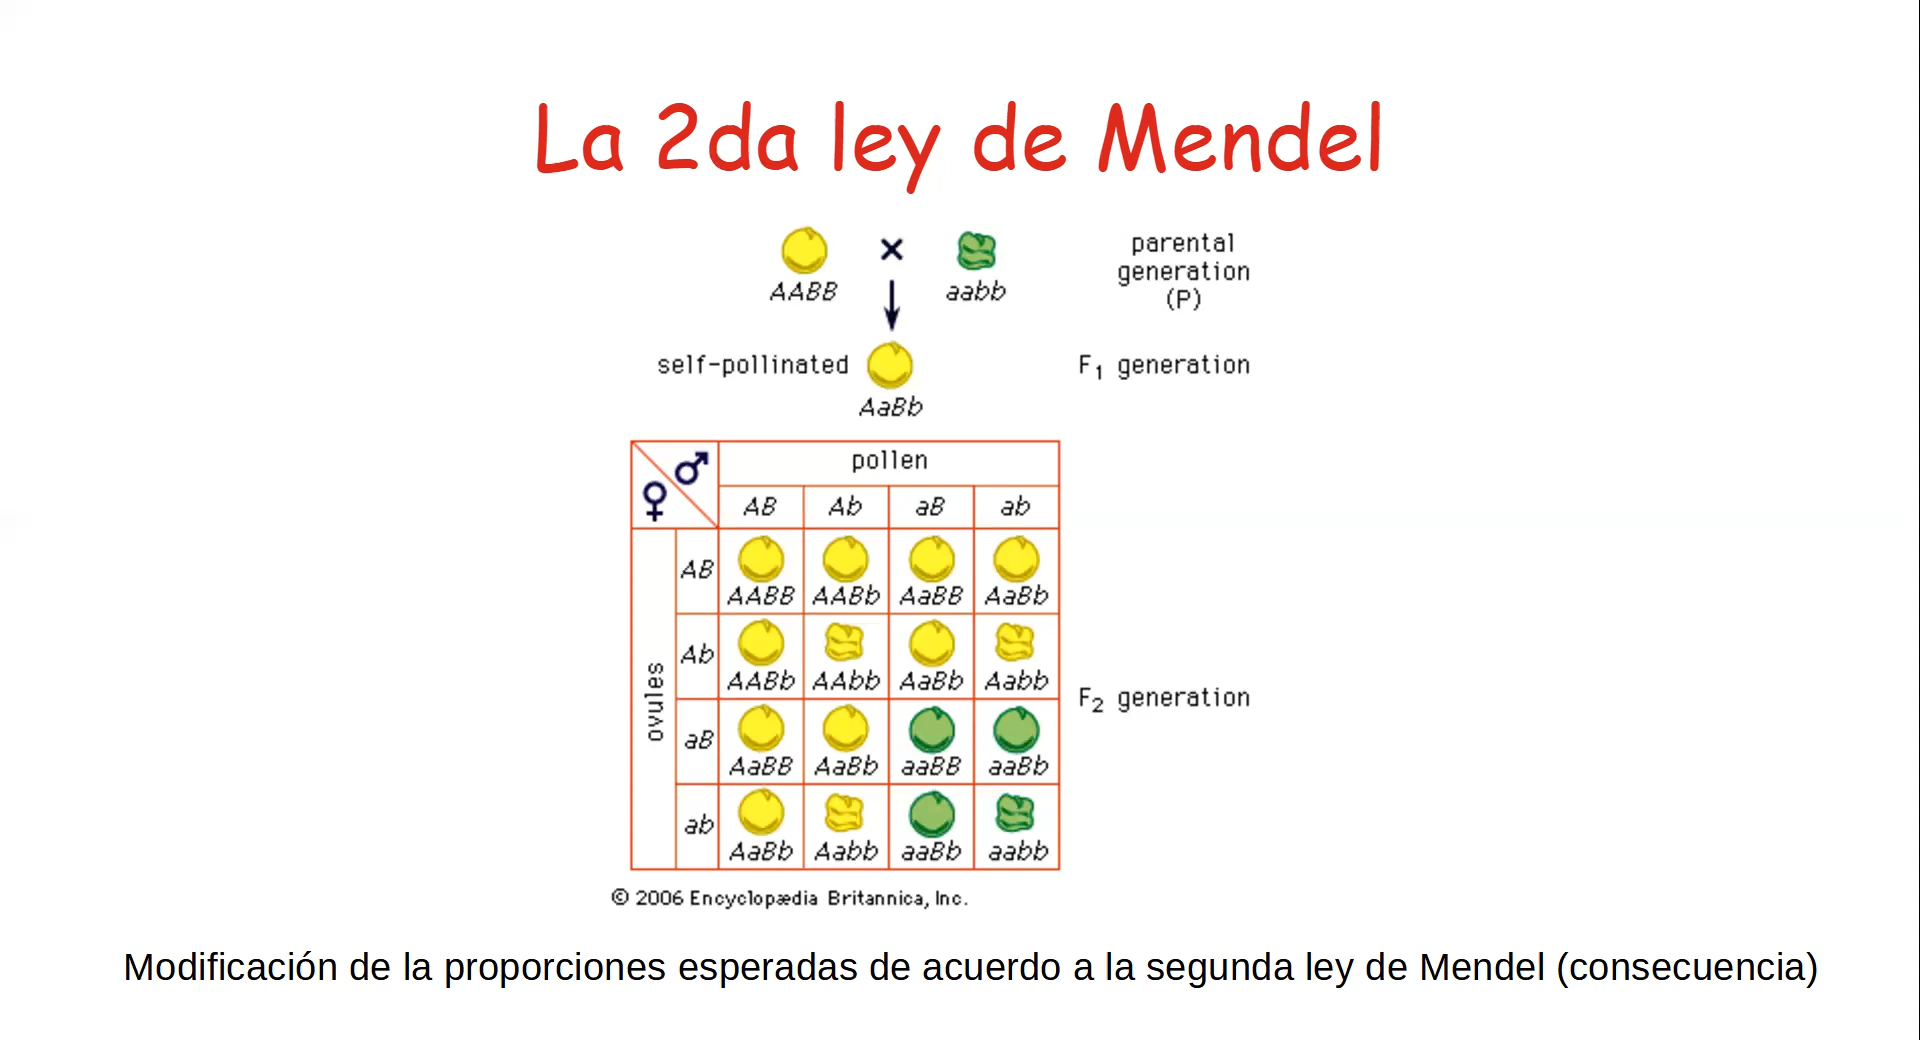 La 2da ley de Mendel
AABB × aabb
parental
generation
(P)
self-pollinated
F₁ generation
AaBb
♂
♀
pollen
AB Ab aB ab
ovules
AB
AABB AABb AaBB AaBb
Ab
AABb AAbb AaBb Aabb
F₂ generation
aB
AaBB AaBb aaBB aaBb
ab
AaBb Aabb aaBb aabb
© 2006 Encyclopædia Britannica, Inc.
Modificación de la proporciones esperadas de acuerdo a la segunda ley de Mendel (consecuencia)